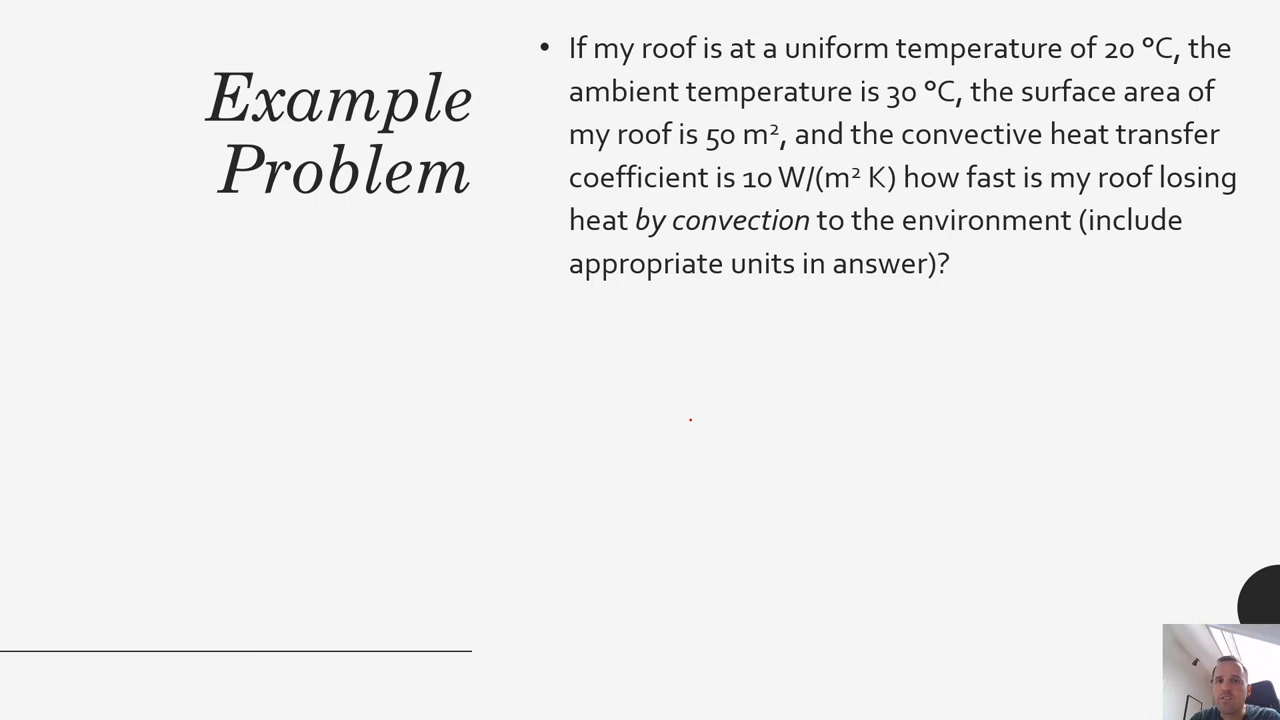 Example
Problem
• If my roof is at a uniform temperature of 20 °C, the
ambient temperature is 30 °C, the surface area of
my roof is 50 m², and the convective heat transfer
coefficient is 10 W/(m² K) how fast is my roof losing
heat by convection to the environment (include
appropriate units in answer)?